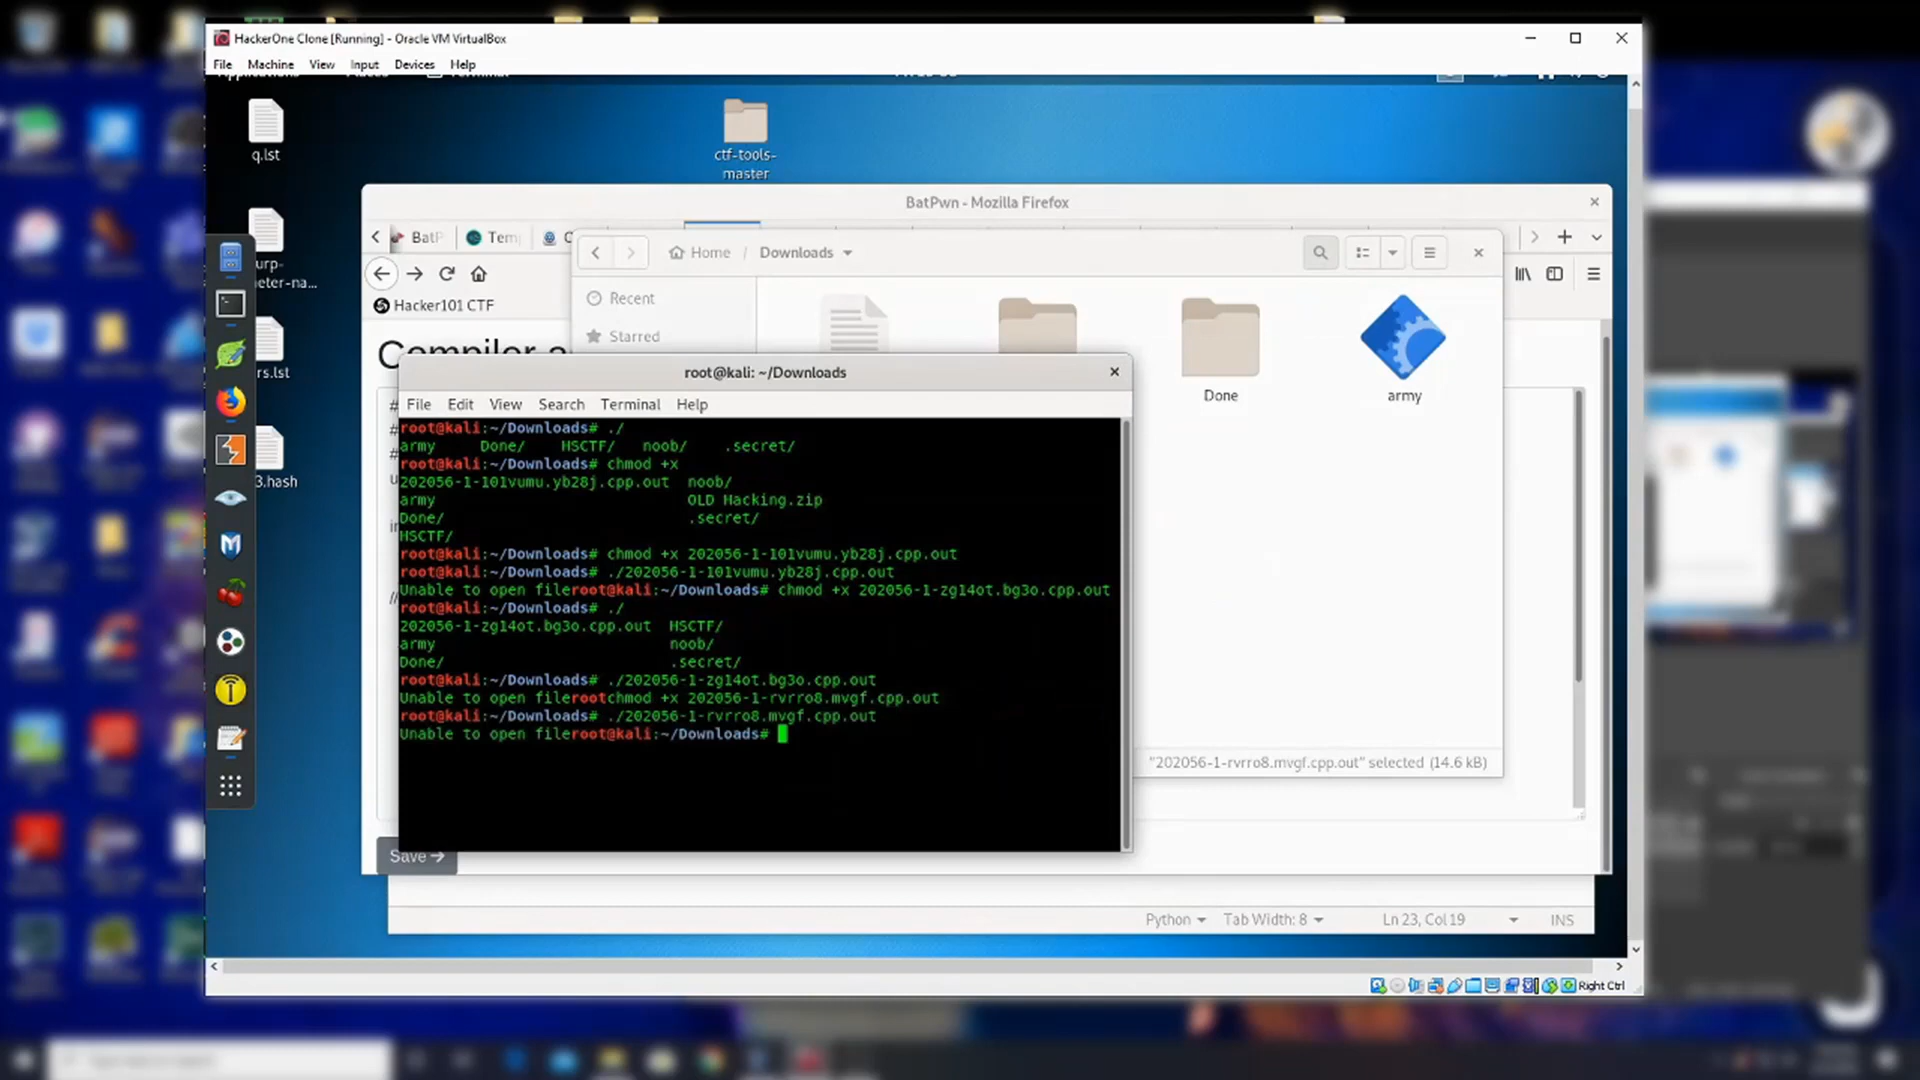 HackerOne Clone [Running] - Oracle VM VirtualBox
File Machine View Input Devices Help
q.lst
ctf-tools-
master
BatPwn - Mozilla Firefox
BatP
Tem
Home / Downloads
Hacker101 CTF
Recent
Starred
Compiler a
Done
army
rs.lst
3.hash
root@kali: ~/Downloads
File Edit View Search Terminal Help
root@kali:~/Downloads# ./
army Done/ HSCTF/ noob/ .secret/
root@kali:~/Downloads# chmod +x
202056-1-101vumu.yb28j.cpp.out noob/
army OLD Hacking.zip
Done/ .secret/
HSCTF/
root@kali:~/Downloads# chmod +x 202056-1-101vumu.yb28j.cpp.out
root@kali:~/Downloads# ./202056-1-101vumu.yb28j.cpp.out
Unable to open fileroot@kali:~/Downloads# chmod +x 202056-1-zg14ot.bg3o.cpp.out
root@kali:~/Downloads# ./
202056-1-zg14ot.bg3o.cpp.out HSCTF/
army noob/
Done/ .secret/
root@kali:~/Downloads# ./202056-1-zg14ot.bg3o.cpp.out
Unable to open filerootchmod +x 202056-1-rvrro8.mvgf.cpp.out
root@kali:~/Downloads# ./202056-1-rvrro8.mvgf.cpp.out
Unable to open fileroot@kali:~/Downloads#
"202056-1-rvrro8.mvgf.cpp.out" selected (14.6 kB)
Save →
Python Tab Width: 8 Ln 23, Col 19 INS
Right Ctrl